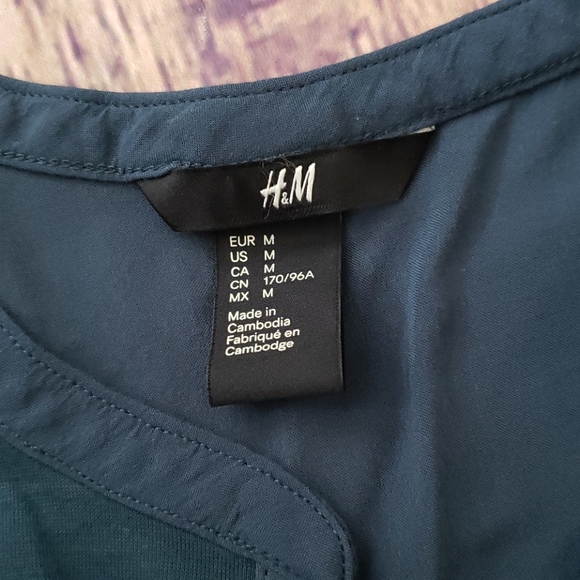 H&M
EUR M
US M
CA M
CN 170/96A
MX M
Made in
Cambodia
Fabriqué en
Cambodge